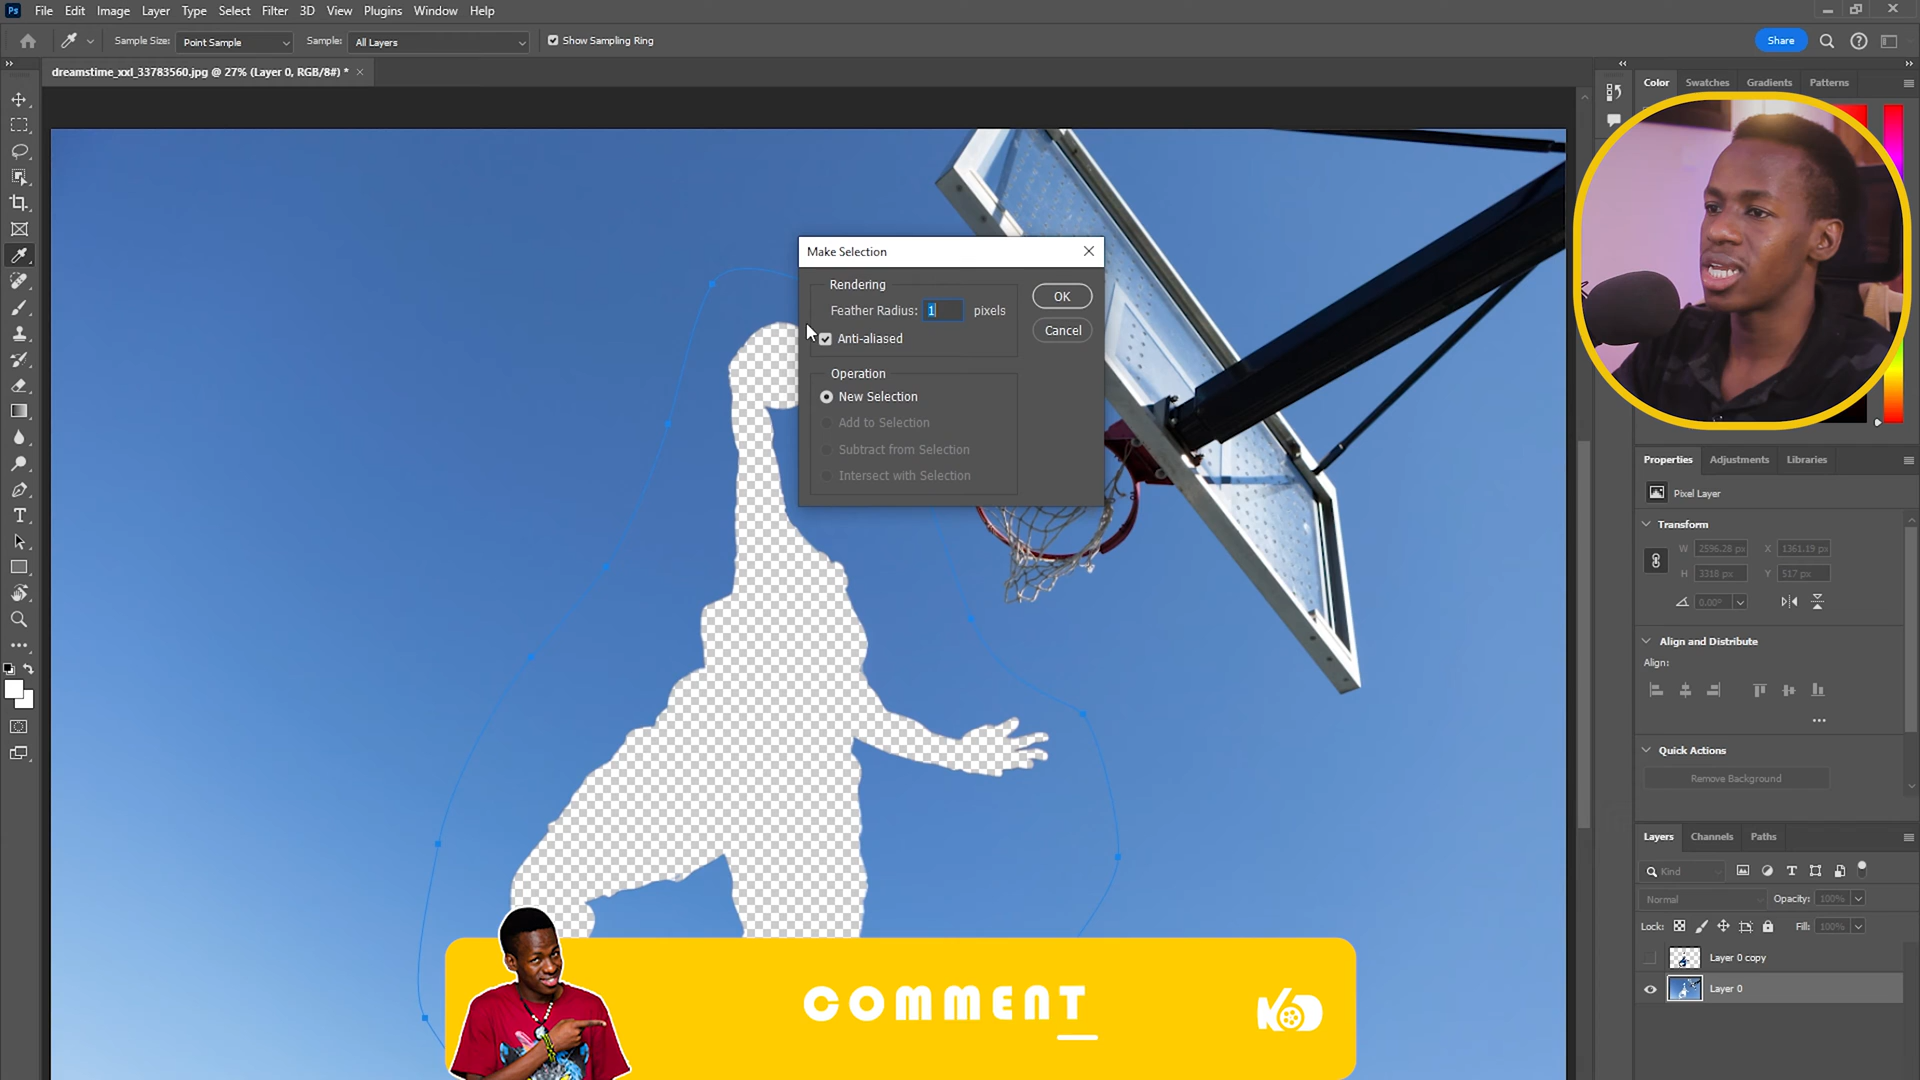 Ps File Edit Image Layer Type Select Filter 3D View Plugins Window Help
Sample Size: Point Sample Sample: All Layers Show Sampling Ring Share
dreamstime_xxl_33783560.jpg @ 27% (Layer 0, RGB/8#) *
Color Swatches Gradients Patterns
Make Selection
Rendering
Feather Radius: 1 pixels
OK
Anti-aliased
Cancel
Operation
New Selection
Add to Selection
Subtract from Selection
Intersect with Selection
Properties Adjustments Libraries
Pixel Layer
Transform
W 2596.28 px X 1361.19 px
H 3318 px Y 517 px
0.00°
Align and Distribute
Align:
Quick Actions
Remove Background
Layers Channels Paths
Kind
Normal Opacity: 100%
Lock: Fill: 100%
Layer 0 copy
Layer 0
COMMENT